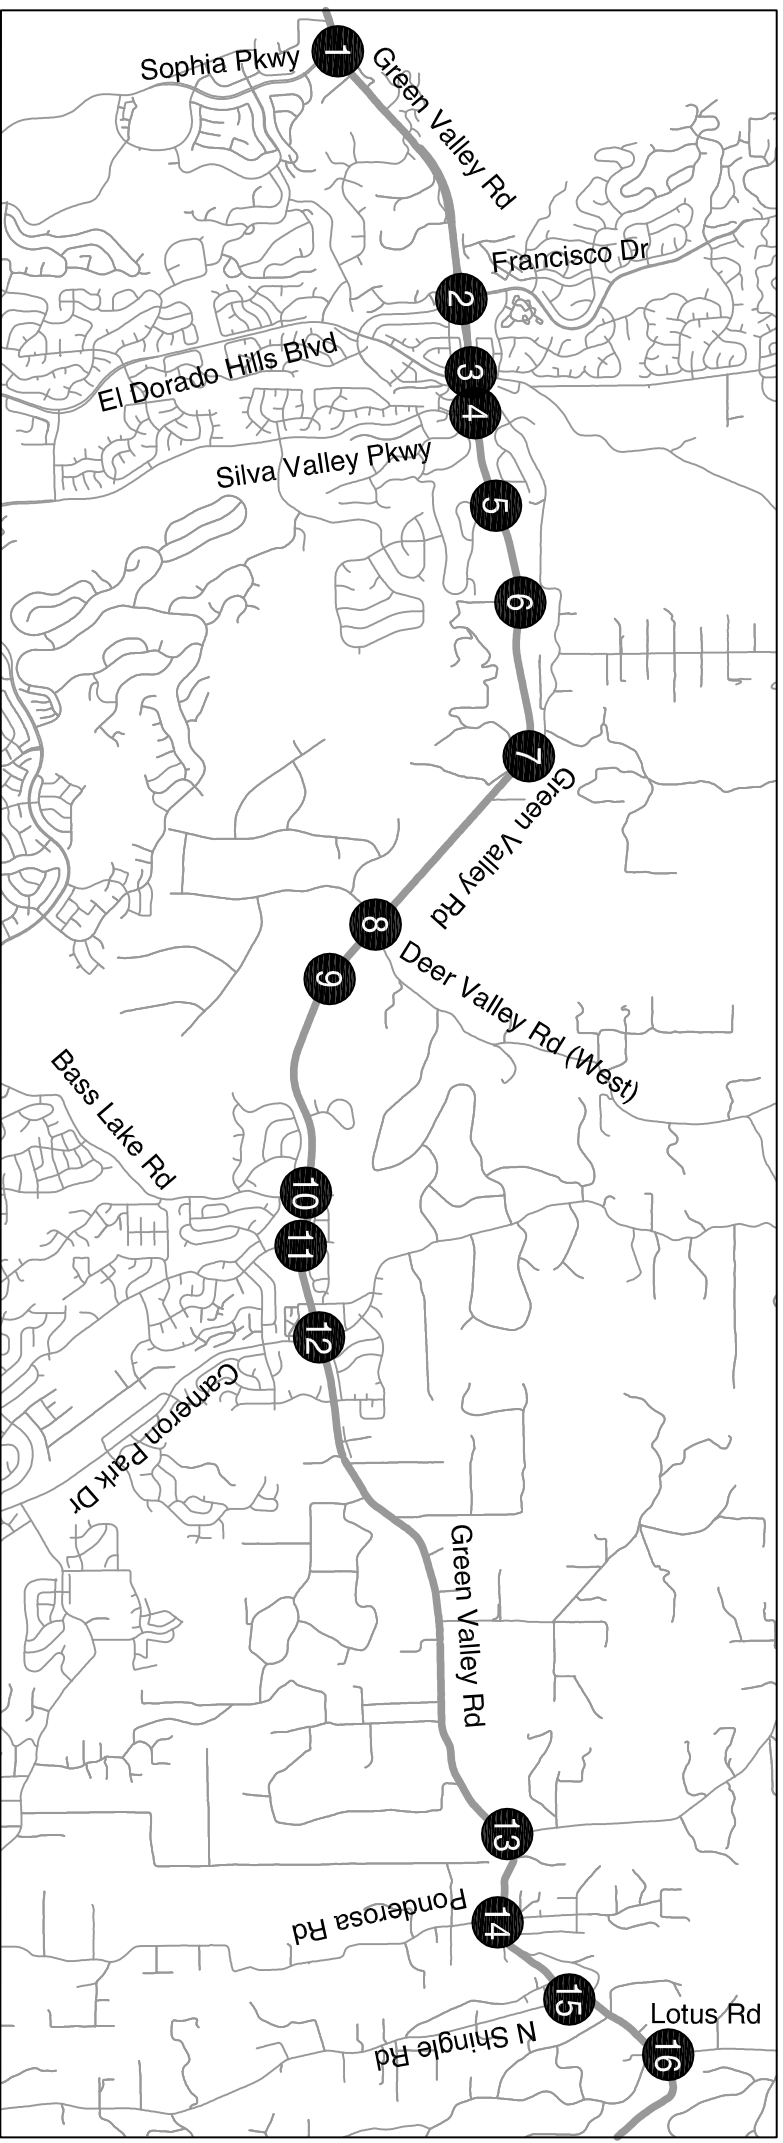 1
Sophia Pkwy
Green Valley Rd
Francisco Dr
2
El Dorado Hills Blvd
3
4
Silva Valley Pkwy
5
6
7
Green Valley Rd
8
Deer Valley Rd (West)
9
Bass Lake Rd
10
11
12
Cameron Park Dr
Green Valley Rd
13
Ponderosa Rd
14
15
Lotus Rd
N Shingle Rd
16